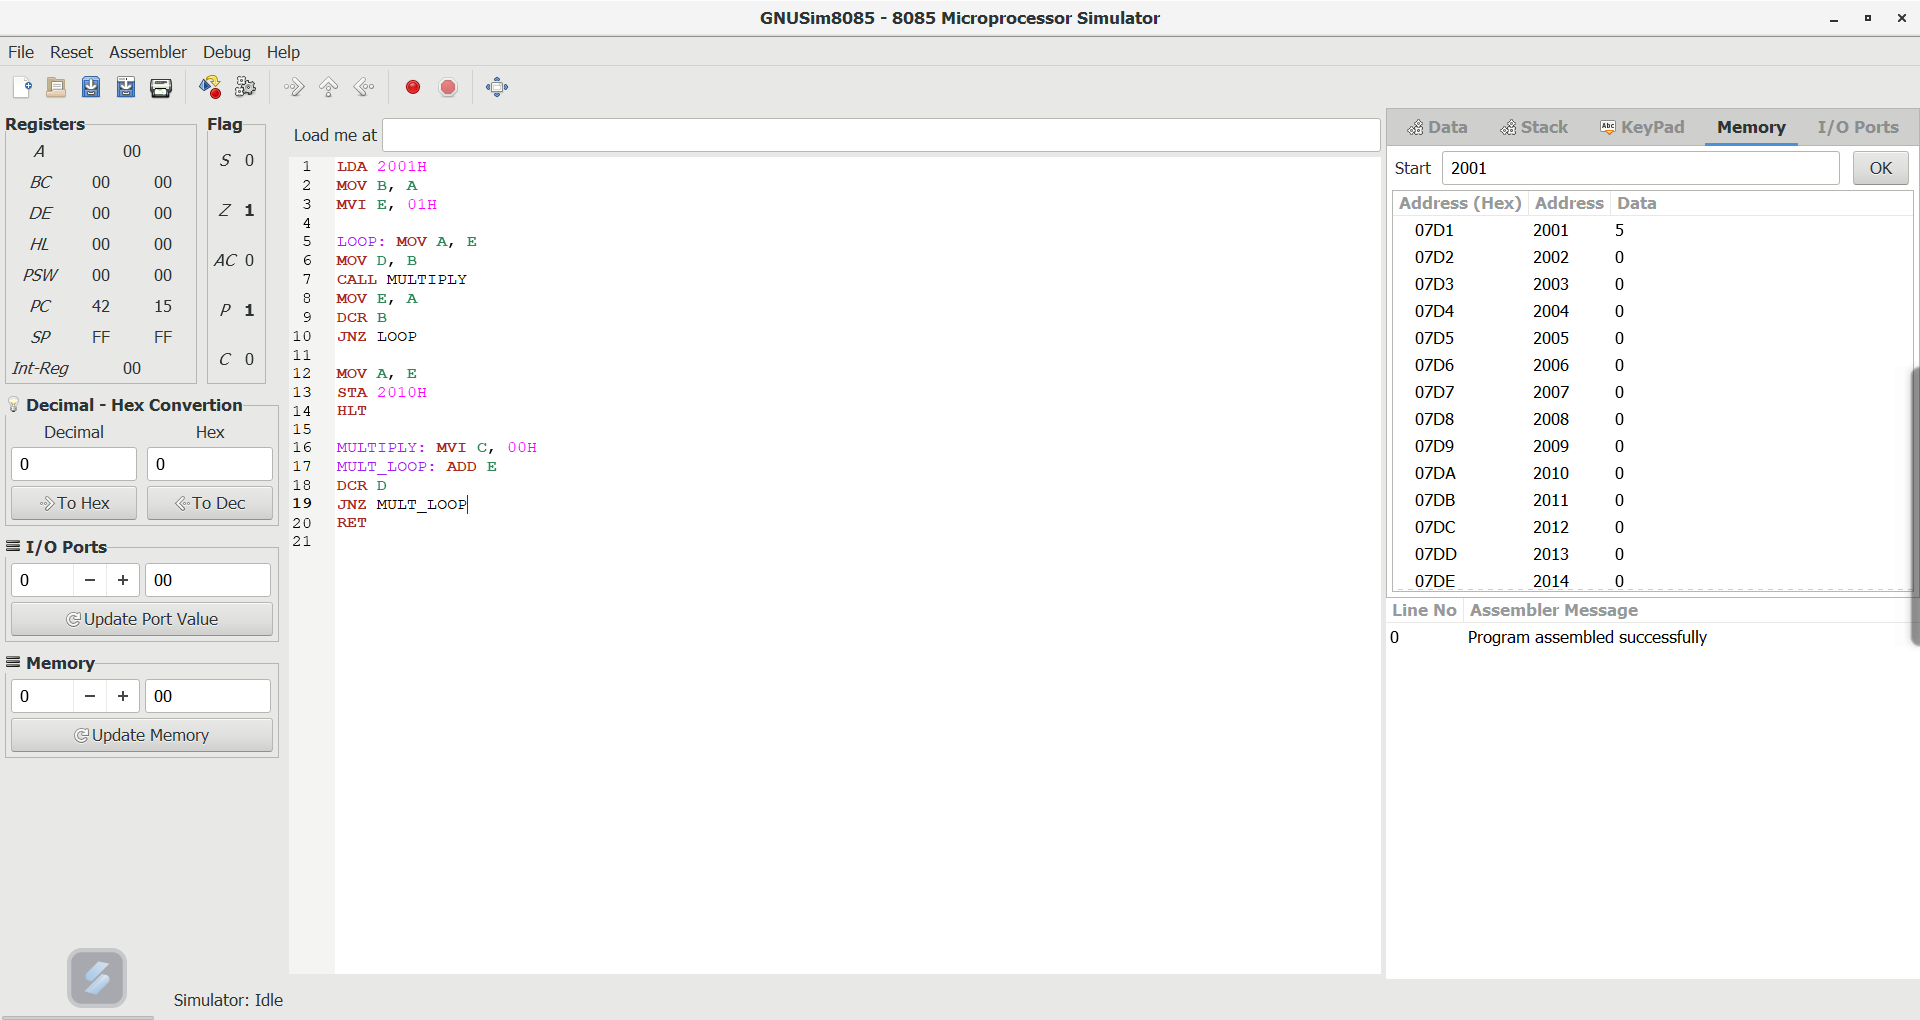 GNUSim8085 - 8085 Microprocessor Simulator
File Reset Assembler Debug Help
Registers
A 00
BC 00 00
DE 00 00
HL 00 00
PSW 00 00
PC 42 15
SP FF FF
Int-Reg 00
Flag
S 0
Z 1
AC 0
P 1
C 0
Decimal - Hex Convertion
Decimal Hex
0 0
To Hex To Dec
I/O Ports
0 − + 00
Update Port Value
Memory
0 − + 00
Update Memory
Load me at
1 LDA 2001H
2 MOV B, A
3 MVI E, 01H
4
5 LOOP: MOV A, E
6 MOV D, B
7 CALL MULTIPLY
8 MOV E, A
9 DCR B
10 JNZ LOOP
11
12 MOV A, E
13 STA 2010H
14 HLT
15
16 MULTIPLY: MVI C, 00H
17 MULT_LOOP: ADD E
18 DCR D
19 JNZ MULT_LOOP
20 RET
21
Data Stack Abc KeyPad Memory I/O Ports
Start 2001 OK
Address (Hex) Address Data
07D1 2001 5
07D2 2002 0
07D3 2003 0
07D4 2004 0
07D5 2005 0
07D6 2006 0
07D7 2007 0
07D8 2008 0
07D9 2009 0
07DA 2010 0
07DB 2011 0
07DC 2012 0
07DD 2013 0
07DE 2014 0
Line No Assembler Message
0 Program assembled successfully
Simulator: Idle